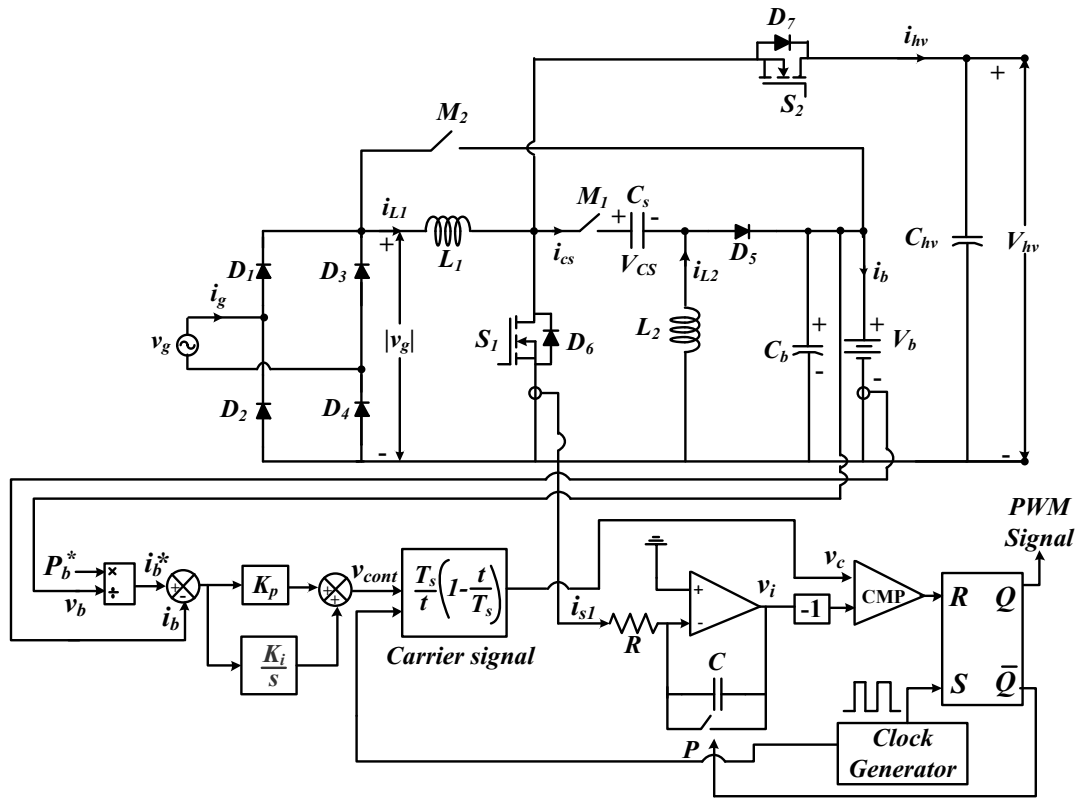 D7
ihv
+
S2
M2
iL1
+
L1
M1
Cs
+ -
ics
VCS
D5
iL2
Chv
Vhv
ib
D1
D3
ig
vg
|vg|
S1
D6
L2
Cb
+
-
+
Vb
-
D2
D4
-
-
PWM
Signal
Pb*
×
÷
vb
ib*
+
-
ib
Kp
+
+
vcont
Ts/t (1-t/Ts)
Carrier signal
Ki/s
is1
R
+
-
vi
C
P
-1
vc
CMP
R Q
S Q̅
Clock
Generator